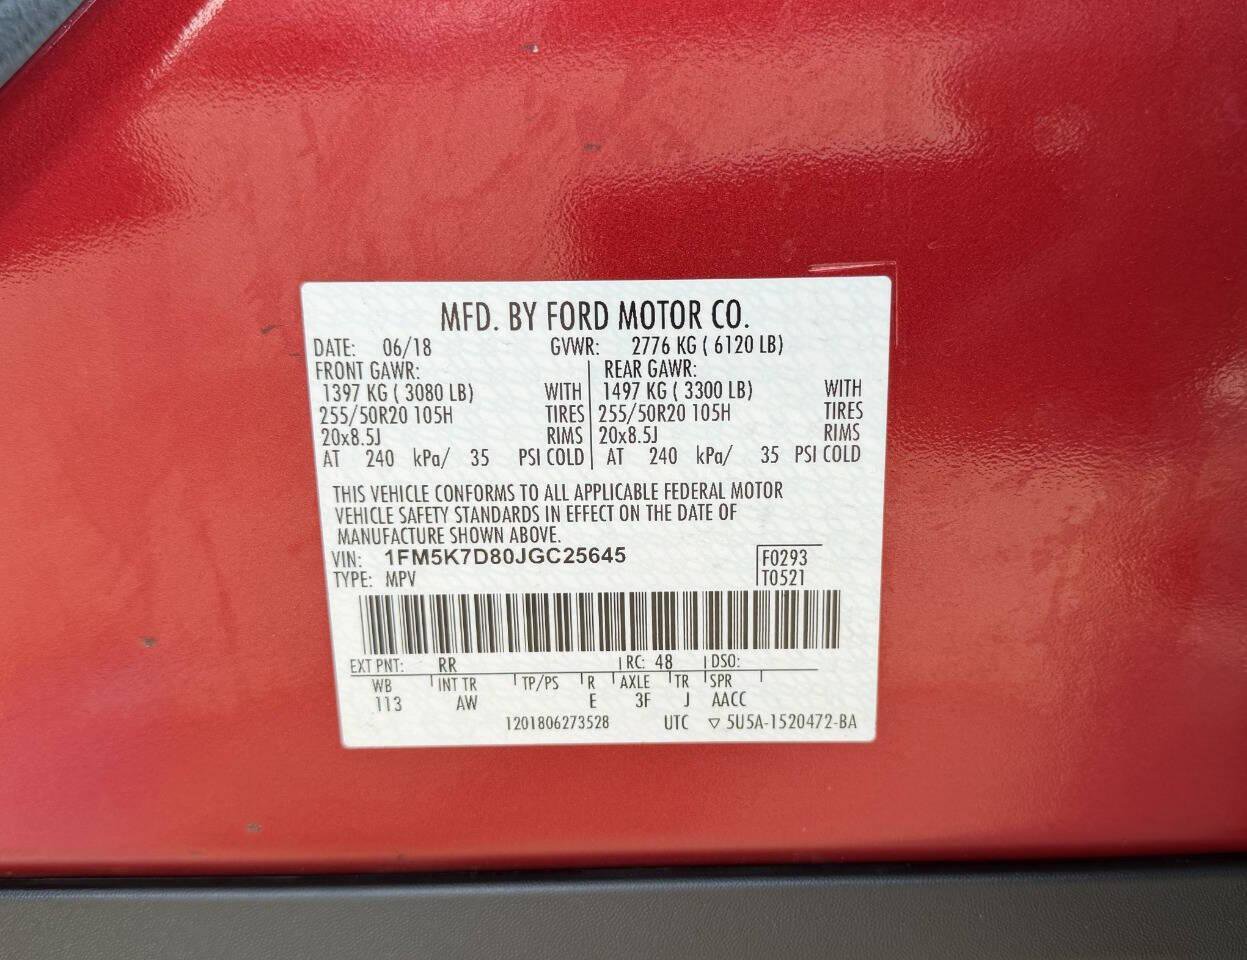 MFD. BY FORD MOTOR CO.
DATE: 06/18 GVWR: 2776 KG ( 6120 LB)
FRONT GAWR: REAR GAWR:
1397 KG ( 3080 LB) WITH 1497 KG ( 3300 LB) WITH
255/50R20 105H TIRES 255/50R20 105H TIRES
20x8.5J RIMS 20x8.5J RIMS
AT 240 kPa/ 35 PSI COLD AT 240 kPa/ 35 PSI COLD
THIS VEHICLE CONFORMS TO ALL APPLICABLE FEDERAL MOTOR
VEHICLE SAFETY STANDARDS IN EFFECT ON THE DATE OF
MANUFACTURE SHOWN ABOVE.
VIN: 1FM5K7D80JGC25645 F0293
TYPE: MPV T0521
EXT PNT: RR RC: 48 DSO:
WB INT TR TP/PS R AXLE TR SPR
113 AW E 3F J AACC
1201806273528 UTC ▽ 5U5A-1520472-BA